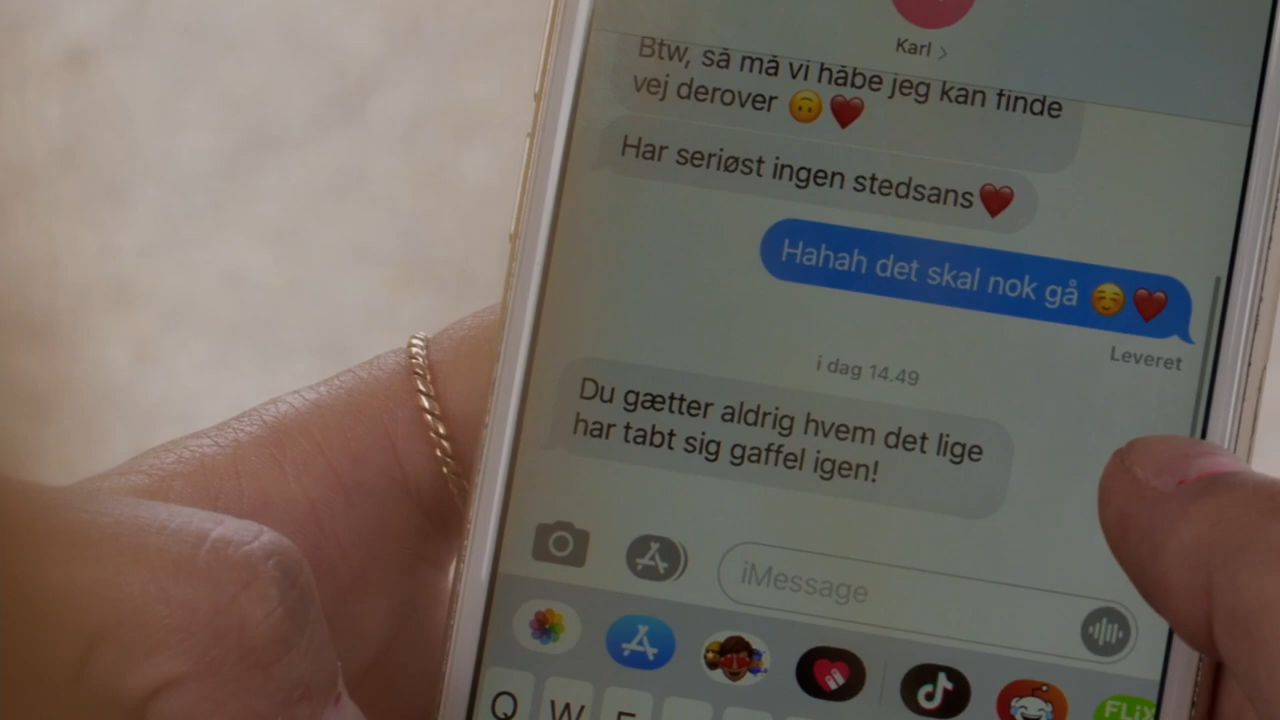 Karl >
Btw, så må vi håbe jeg kan finde
vej derover 🙃❤️
Har seriøst ingen stedsans❤️
Hahah det skal nok gå ☺️❤️
Leveret
i dag 14.49
Du gætter aldrig hvem det lige
har tabt sig gaffel igen!
iMessage
FLiX
Q W E